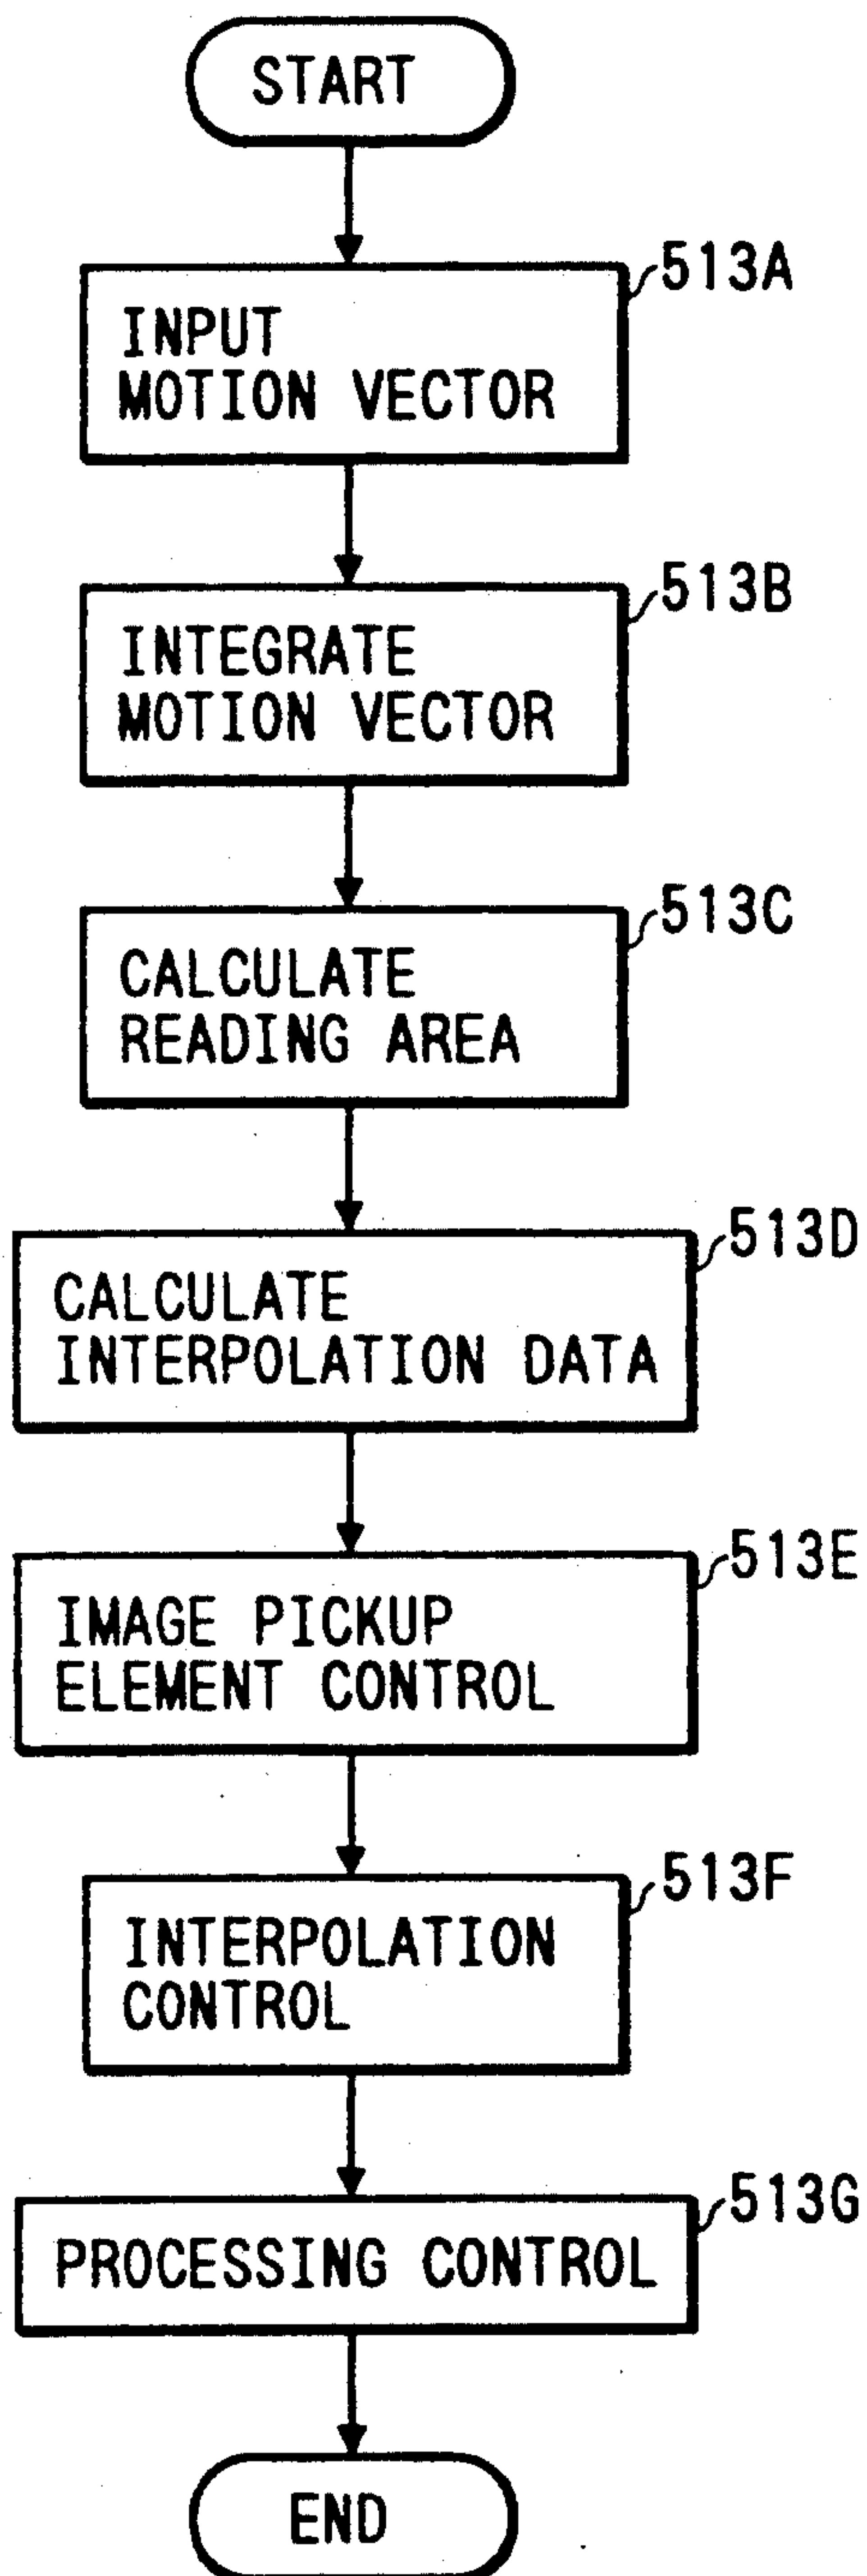 START
513A
INPUT
MOTION VECTOR
513B
INTEGRATE
MOTION VECTOR
513C
CALCULATE
READING AREA
513D
CALCULATE
INTERPOLATION DATA
513E
IMAGE PICKUP
ELEMENT CONTROL
513F
INTERPOLATION
CONTROL
513G
PROCESSING CONTROL
END